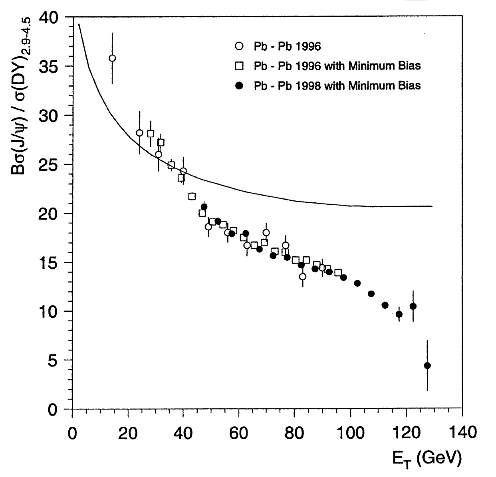 Bσ(J/ψ) / σ(DY)2.9-4.5
40
35
30
25
20
15
10
5
0
Pb - Pb 1996
Pb - Pb 1996 with Minimum Bias
Pb - Pb 1998 with Minimum Bias
0 20 40 60 80 100 120 140
ET (GeV)